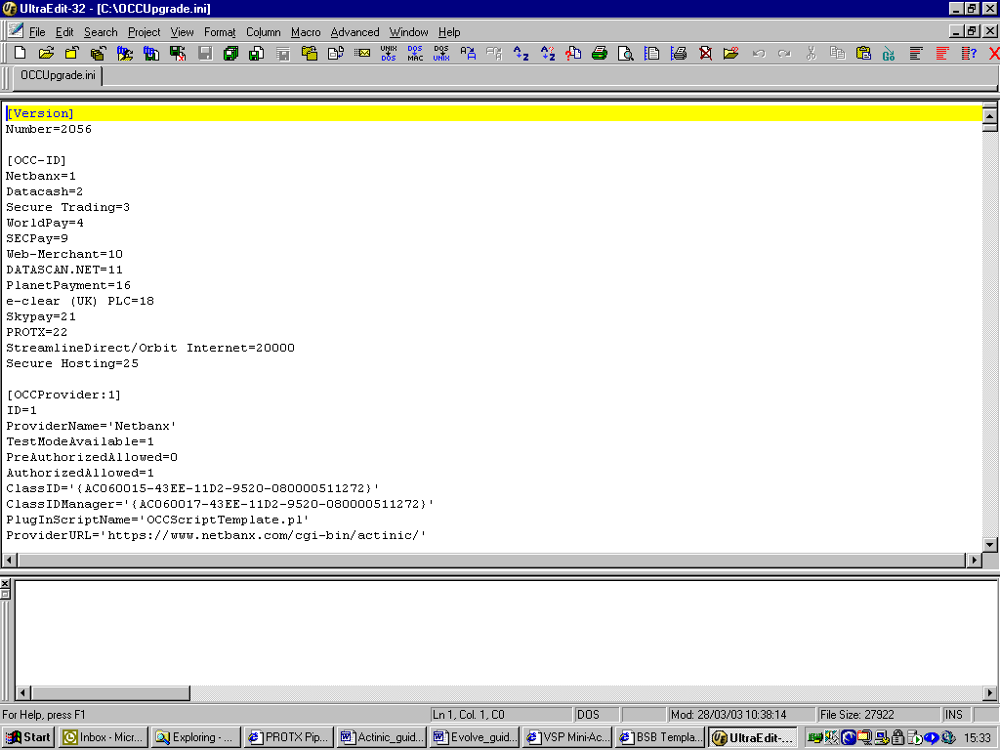 UltraEdit-32 - [C:\OCCUpgrade.ini]
File Edit Search Project View Format Column Macro Advanced Window Help
UNIX DOS DOS MAC DOS UNIX
OCCUpgrade.ini
[Version]
Number=2056
[OCC-ID]
Netbanx=1
Datacash=2
Secure Trading=3
WorldPay=4
SECPay=9
Web-Merchant=10
DATASCAN.NET=11
PlanetPayment=16
e-clear (UK) PLC=18
Skypay=21
PROTX=22
StreamlineDirect/Orbit Internet=20000
Secure Hosting=25
[OCCProvider:1]
ID=1
ProviderName='Netbanx'
TestModeAvailable=1
PreAuthorizedAllowed=0
AuthorizedAllowed=1
ClassID='{AC060015-43EE-11D2-9520-080000511272}'
ClassIDManager='{AC060017-43EE-11D2-9520-080000511272}'
PlugInScriptName='OCCScriptTemplate.pl'
ProviderURL='https://www.netbanx.com/cgi-bin/actinic/'
For Help, press F1 Ln 1, Col. 1, C0 DOS Mod: 28/03/03 10:38:14 File Size: 27922 INS
Start Inbox - Micr... Exploring - ... PROTX Pip... Actinic_guid... Evolve_guid... VSP Mini-Ac... BSB Templa... UltraEdit-... 15:33